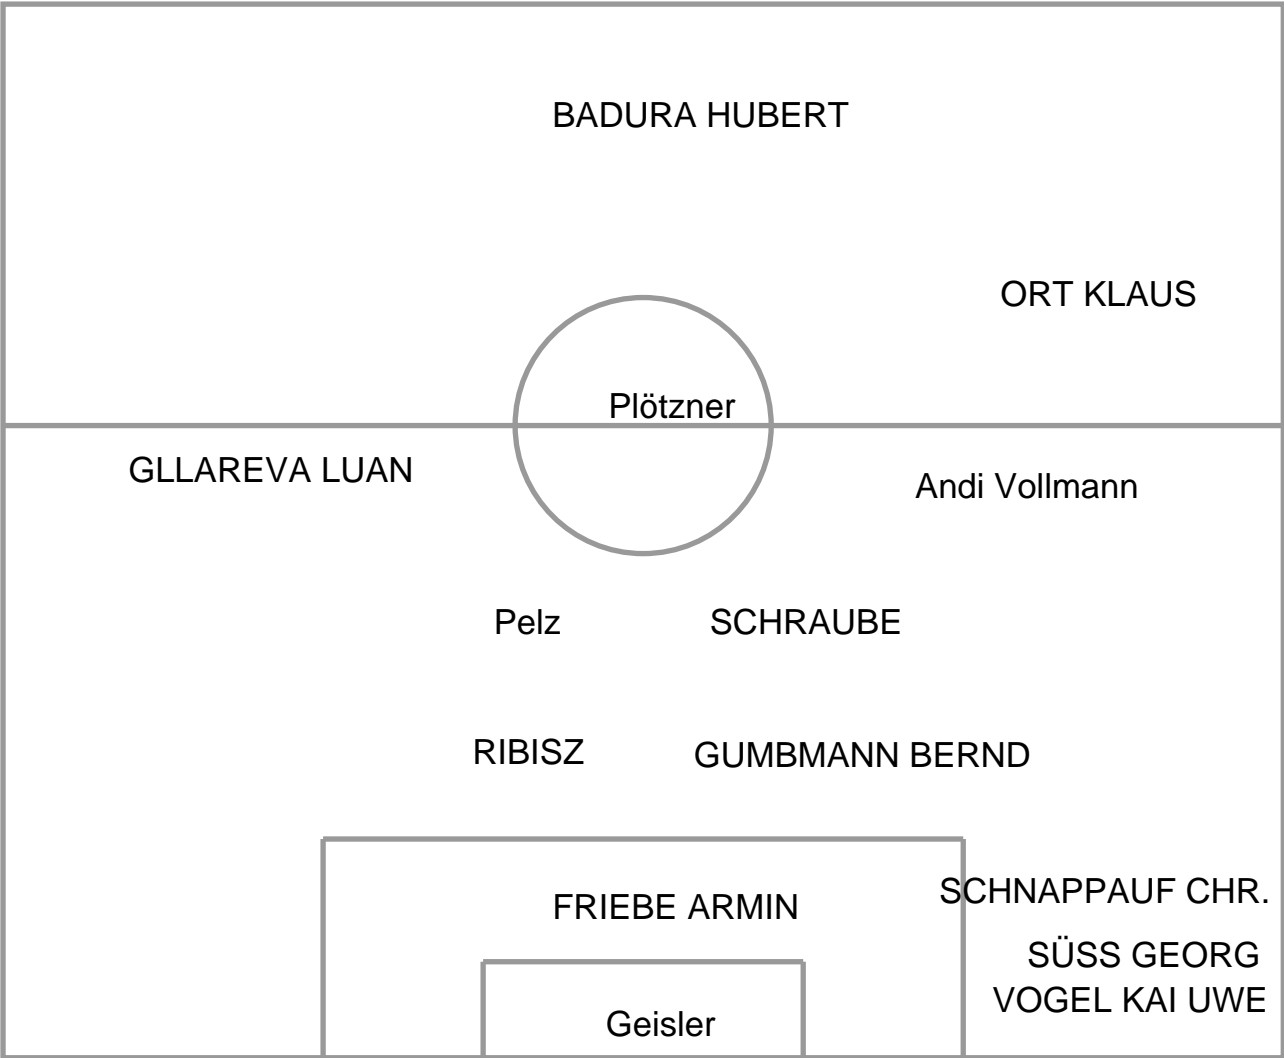 BADURA HUBERT
ORT KLAUS
Plötzner
GLLAREVA LUAN
Andi Vollmann
Pelz
SCHRAUBE
RIBISZ
GUMBMANN BERND
SCHNAPPAUF CHR.
FRIEBE ARMIN
SÜSS GEORG
VOGEL KAI UWE
Geisler